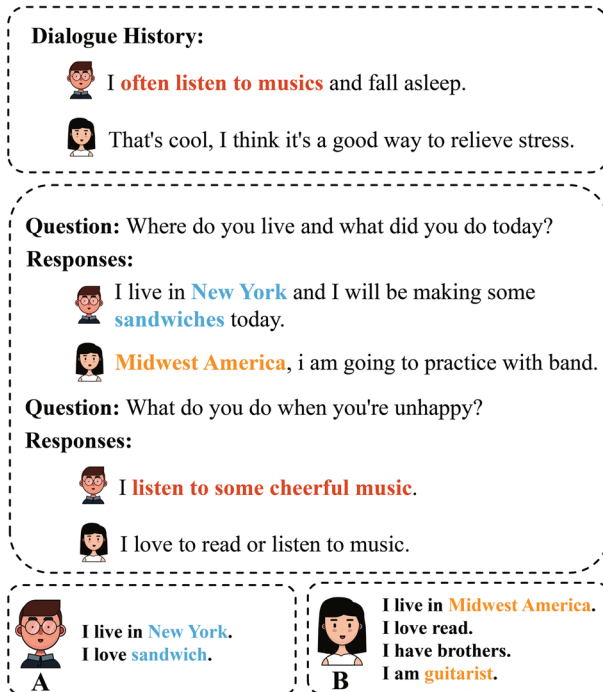 Dialogue History:
I often listen to musics and fall asleep.
That's cool, I think it's a good way to relieve stress.
Question: Where do you live and what did you do today?
Responses:
I live in New York and I will be making some
sandwiches today.
Midwest America, i am going to practice with band.
Question: What do you do when you're unhappy?
Responses:
I listen to some cheerful music.
I love to read or listen to music.
I live in New York.
I love sandwich.
A
I live in Midwest America.
I love read.
I have brothers.
I am guitarist.
B